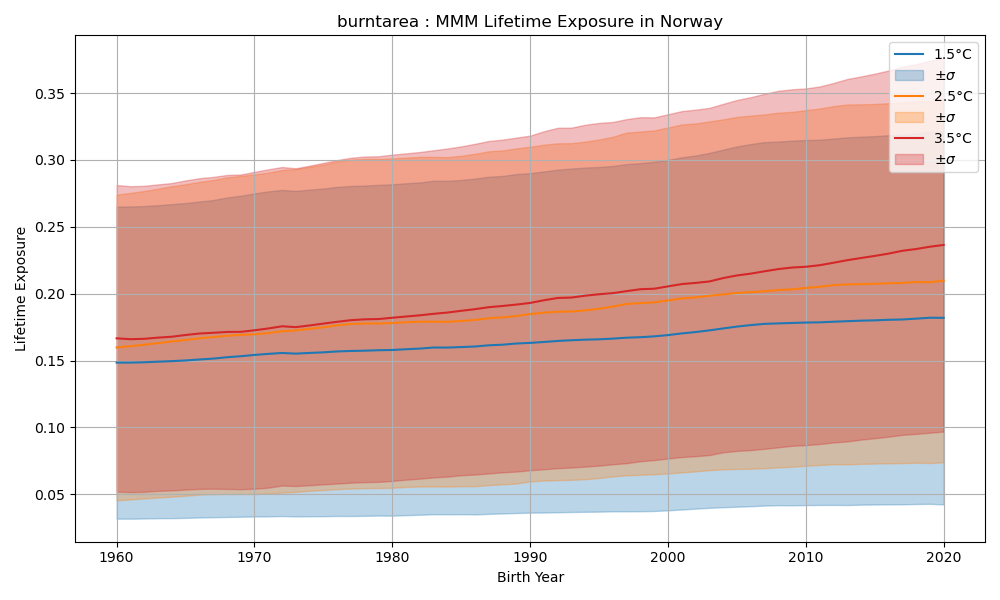 burntarea : MMM Lifetime Exposure in Norway
1.5°C
±σ
2.5°C
±σ
3.5°C
±σ
Lifetime Exposure
0.35
0.30
0.25
0.20
0.15
0.10
0.05
1960 1970 1980 1990 2000 2010 2020
Birth Year